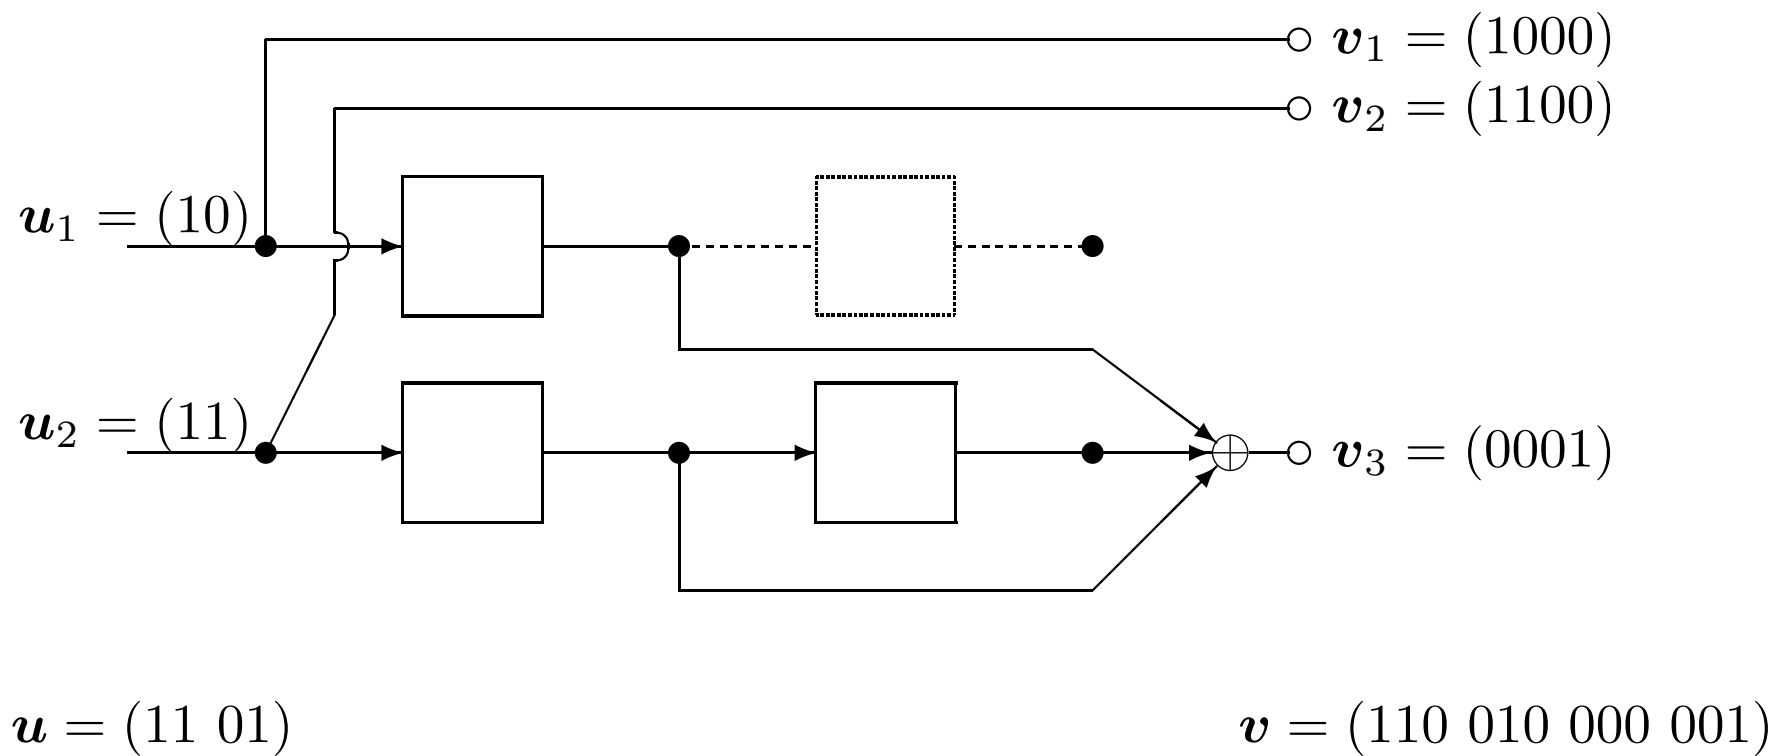 v₁ = (1000)
v₂ = (1100)
u₁ = (10)
u₂ = (11)
v₃ = (0001)
u = (11 01)
v = (110 010 000 001)